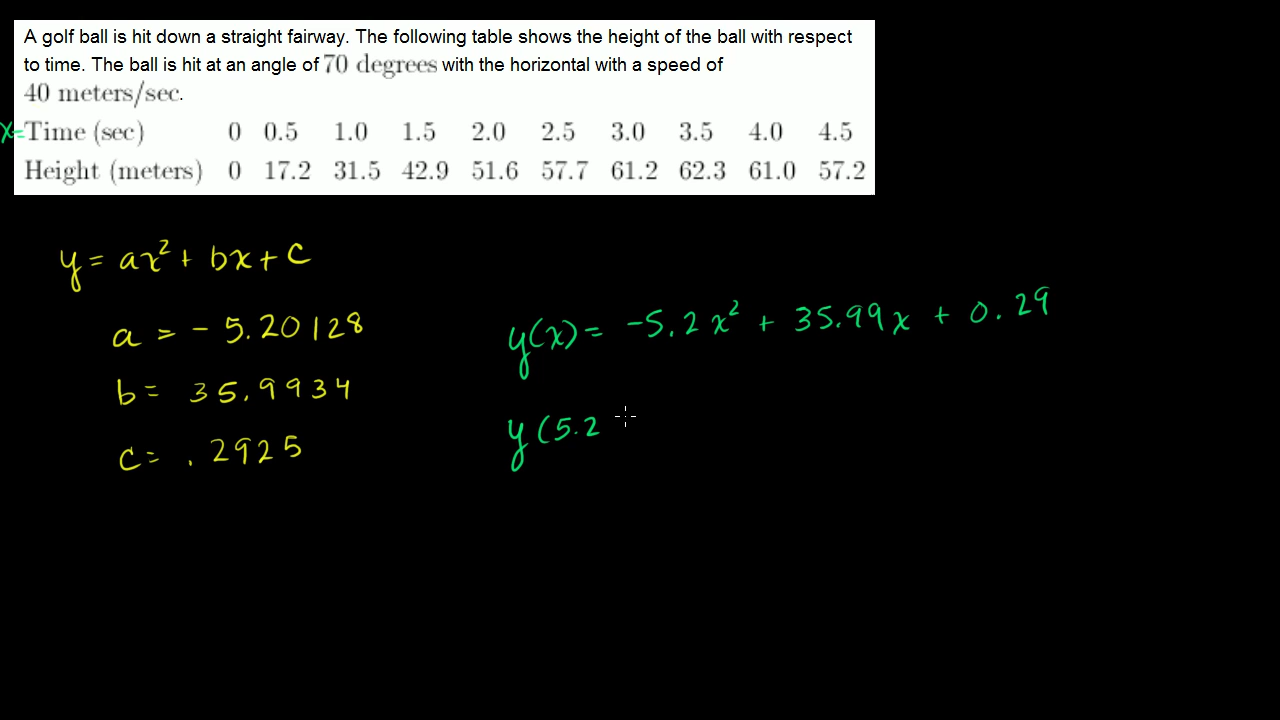 A golf ball is hit down a straight fairway. The following table shows the height of the ball with respect
to time. The ball is hit at an angle of 70 degrees with the horizontal with a speed of
40 meters/sec.
x= Time (sec) 0 0.5 1.0 1.5 2.0 2.5 3.0 3.5 4.0 4.5
Height (meters) 0 17.2 31.5 42.9 51.6 57.7 61.2 62.3 61.0 57.2
y = ax² + bx + c
a = - 5.20128
y(x) = -5.2x² + 35.99x + 0.29
b = 35.9934
y(5.2
c = .2925